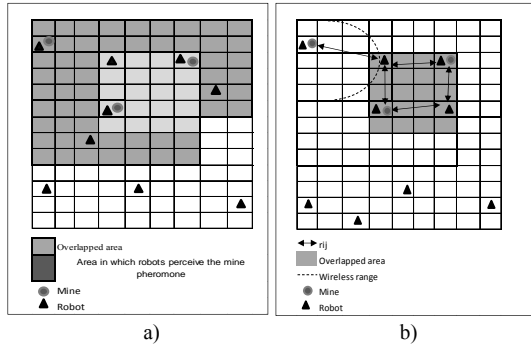 Overlapped area
Area in which robots perceive the mine
pheromone
Mine
Robot
a)
rij
Overlapped area
Wireless range
Mine
Robot
b)